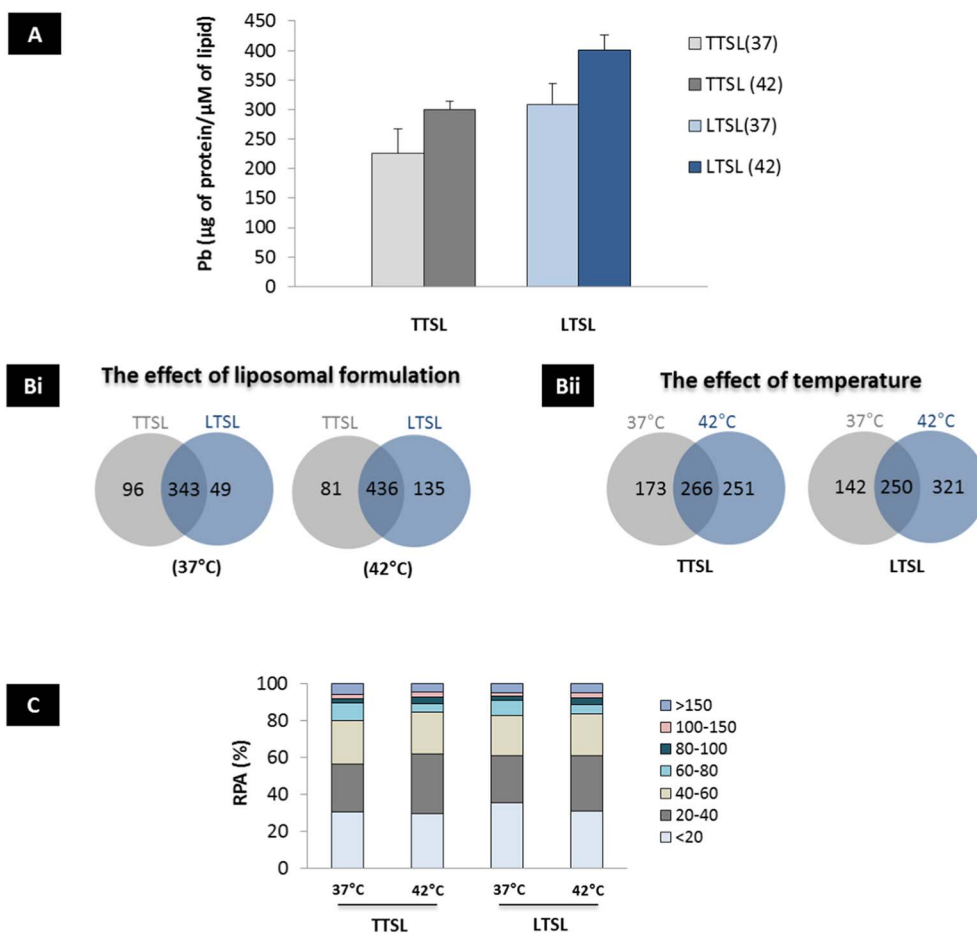 A
Pb (µg of protein/µM of lipid)
450
400
350
300
250
200
150
100
50
0
TTSL LTSL
TTSL(37)
TTSL (42)
LTSL(37)
LTSL (42)
Bi
The effect of liposomal formulation
TTSL LTSL
96 343 49
(37°C)
TTSL LTSL
81 436 135
(42°C)
Bii
The effect of temperature
37°C 42°C
173 266 251
TTSL
37°C 42°C
142 250 321
LTSL
C
RPA (%)
100
80
60
40
20
0
37°C 42°C 37°C 42°C
TTSL LTSL
>150
100-150
80-100
60-80
40-60
20-40
<20